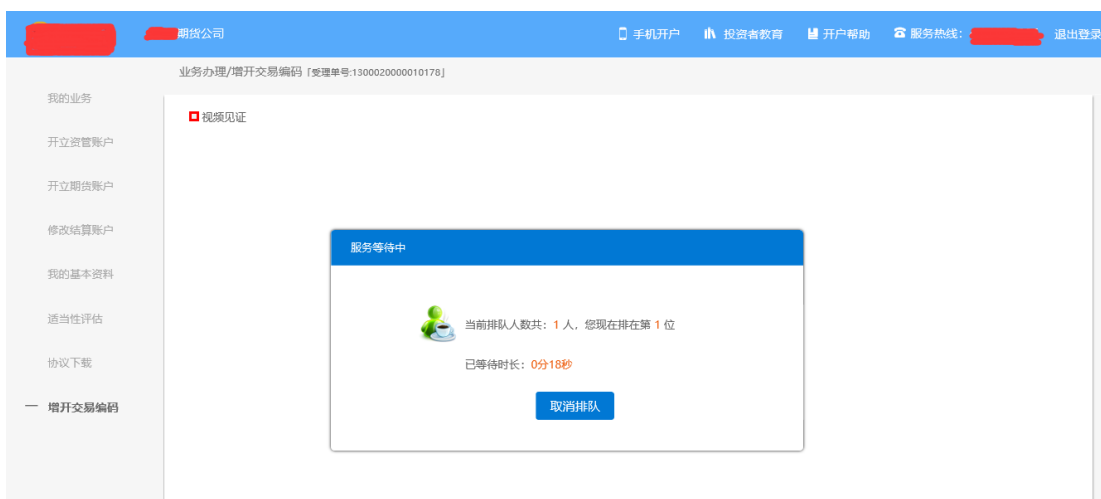 期货公司
手机开户
投资者教育
开户帮助
服务热线：
退出登录
业务办理/增开交易编码「受理单号:1300020000010178」
我的业务
开立资管账户
开立期货账户
修改结算账户
我的基本资料
适当性评估
协议下载
一 增开交易编码
视频见证
服务等待中
当前排队人数共：1 人，您现在排在第 1 位
已等待时长：0分18秒
取消排队